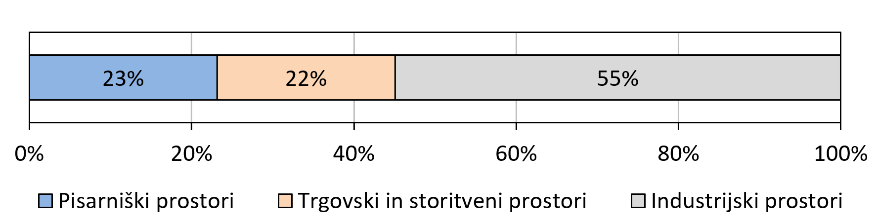 23% 22% 55%
0% 20% 40% 60% 80% 100%
Pisarniški prostori Trgovski in storitveni prostori Industrijski prostori